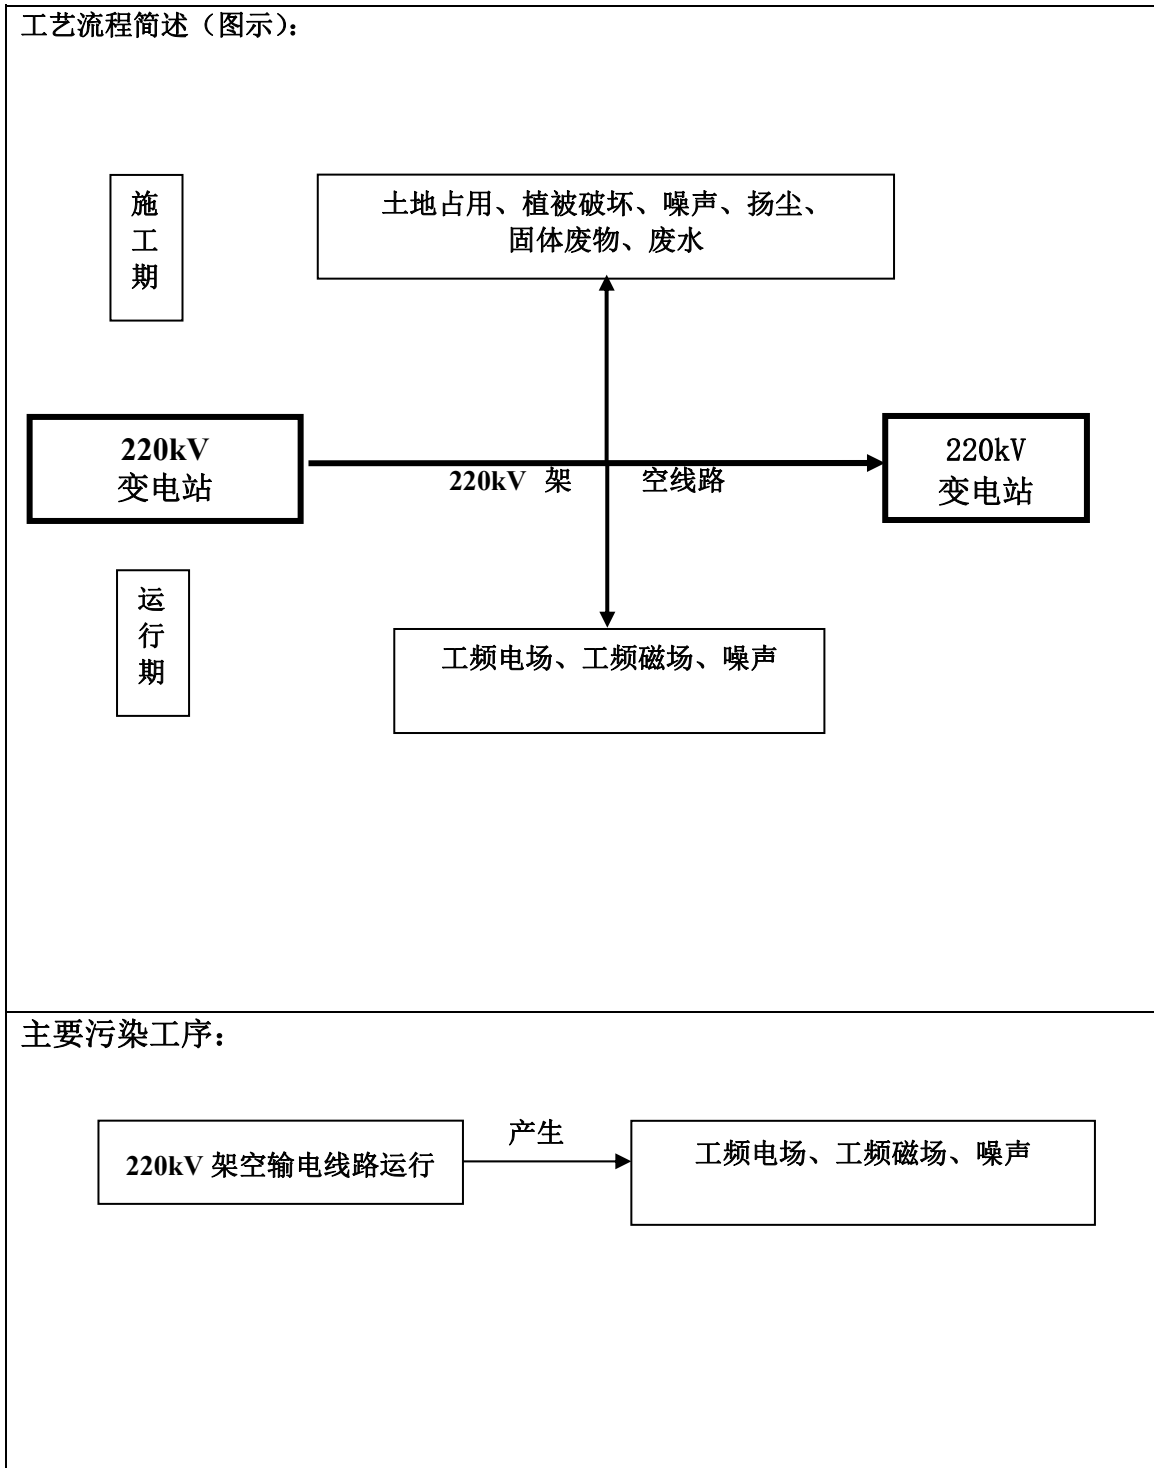 工艺流程简述（图示）：
施
工
期
土地占用、植被破坏、噪声、扬尘、
固体废物、废水
220kV
变电站
220kV 架 空线路
220kV
变电站
运
行
期
工频电场、工频磁场、噪声
主要污染工序：
220kV 架空输电线路运行
产生
工频电场、工频磁场、噪声